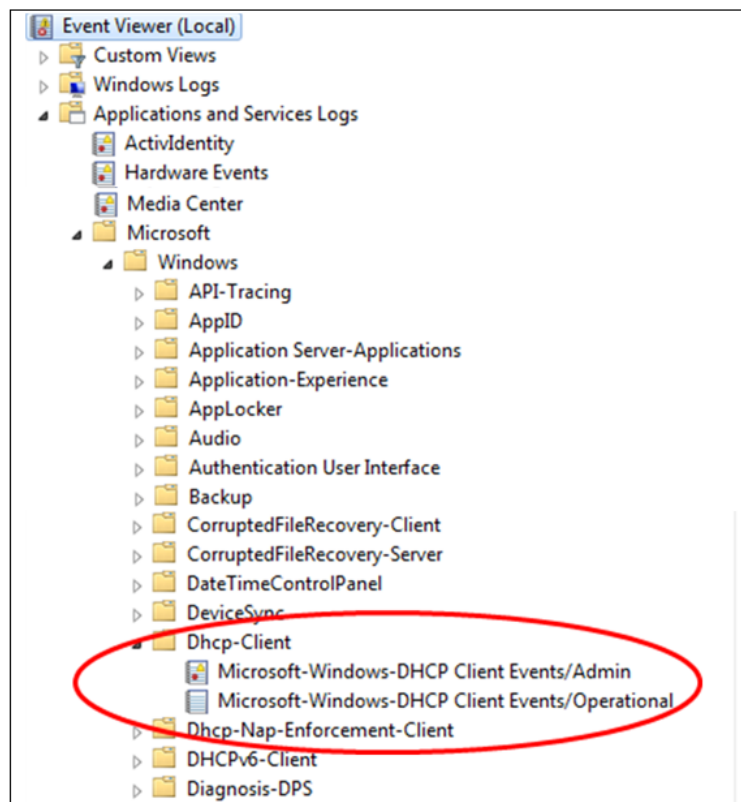 Event Viewer (Local)
Custom Views
Windows Logs
Applications and Services Logs
ActivIdentity
Hardware Events
Media Center
Microsoft
Windows
API-Tracing
AppID
Application Server-Applications
Application-Experience
AppLocker
Audio
Authentication User Interface
Backup
CorruptedFileRecovery-Client
CorruptedFileRecovery-Server
DateTimeControlPanel
DeviceSync
Dhcp-Client
Microsoft-Windows-DHCP Client Events/Admin
Microsoft-Windows-DHCP Client Events/Operational
Dhcp-Nap-Enforcement-Client
DHCPv6-Client
Diagnosis-DPS